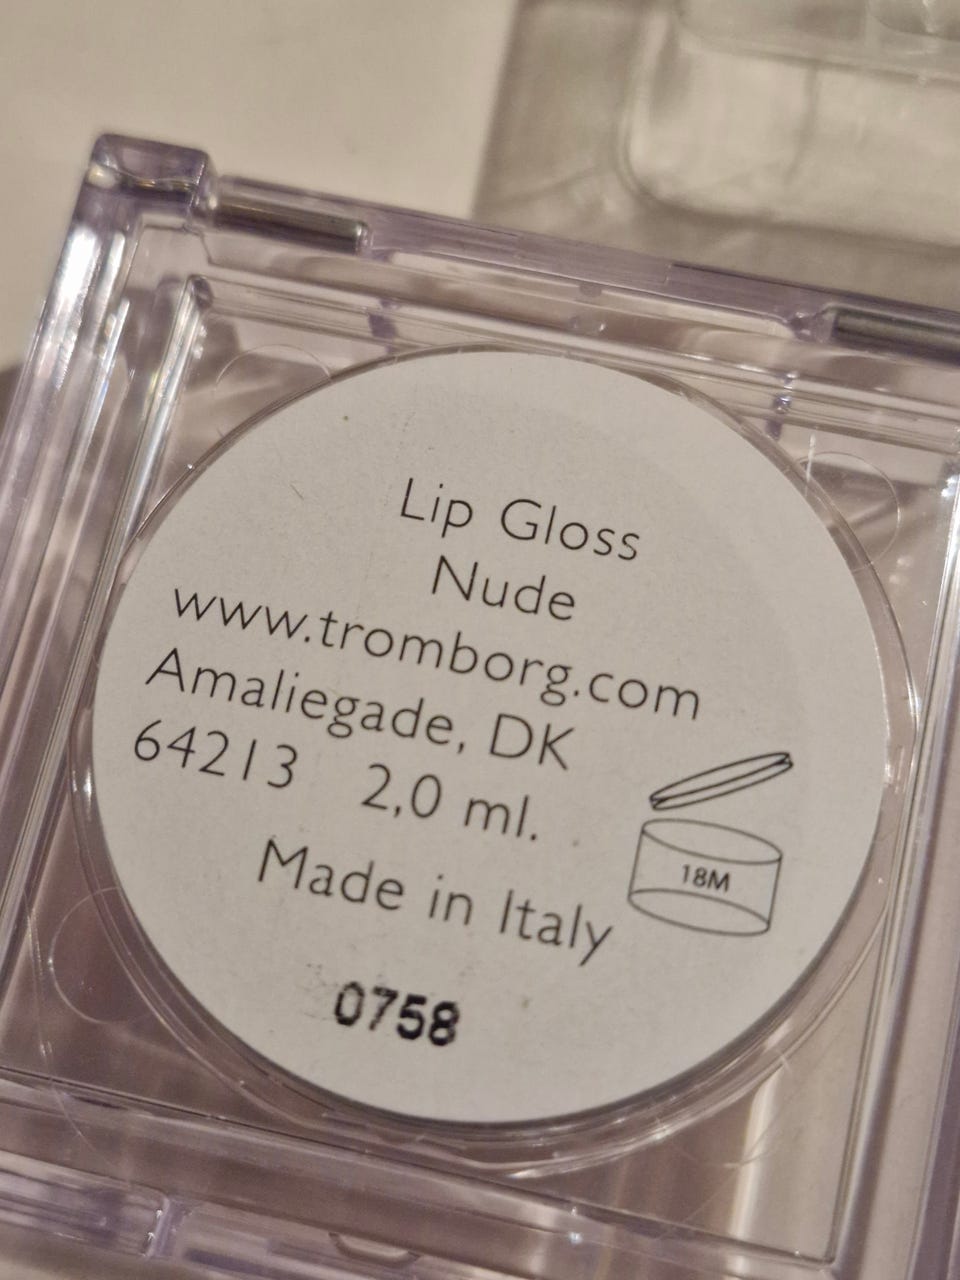 Lip Gloss
Nude
www.tromborg.com
Amaliegade, DK
64213 2,0 ml.
18M
Made in Italy
0758